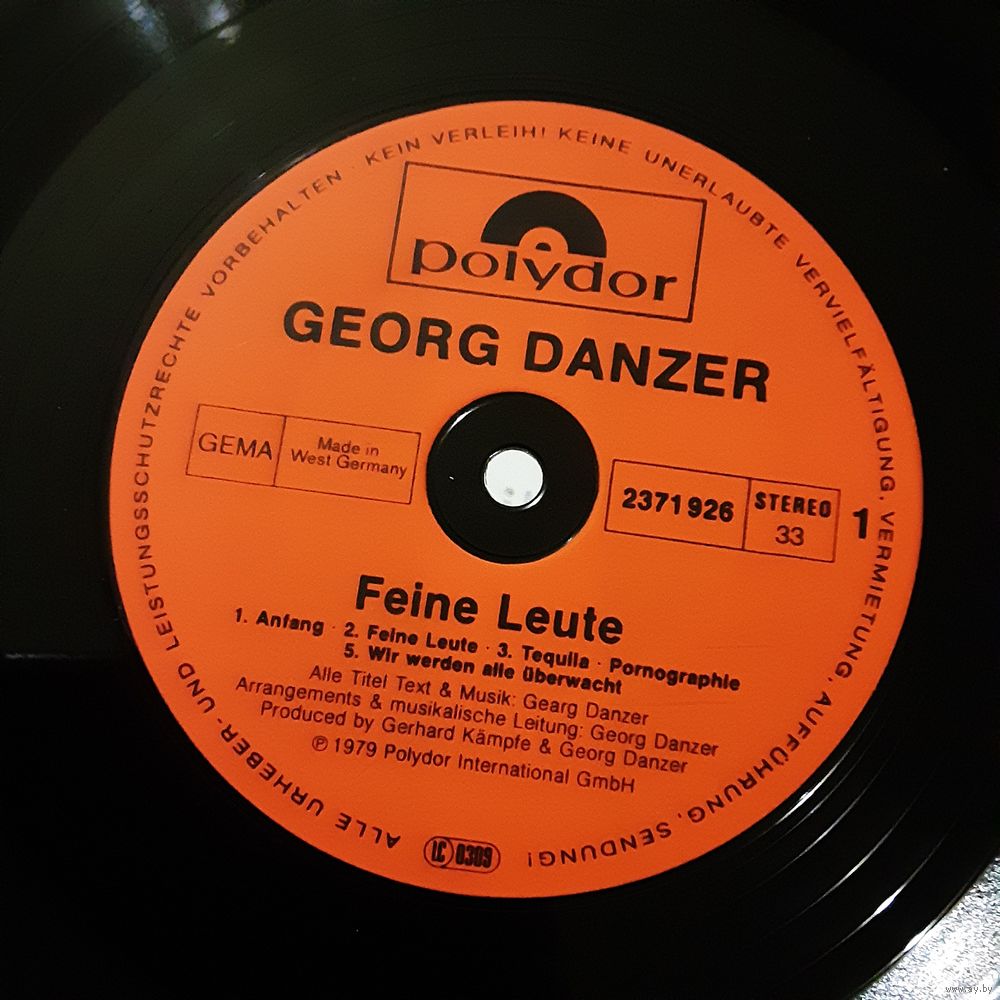 ALLE URHEBER- UND LEISTUNGSSCHUTZRECHTE VORBEHALTEN · KEIN VERLEIH! KEINE UNERLAUBTE VERVIELFÄLTIGUNG, VERMIETUNG, AUFFÜHRUNG, SENDUNG!
polydor
GEORG DANZER
GEMA
Made in
West Germany
2371 926
STEREO
33
1
Feine Leute
1. Anfang · 2. Feine Leute · 3. Tequila · Pornographie
5. Wir werden alle überwacht
Alle Titel Text & Musik: Gearg Danzer
Arrangements & musikalische Leitung: Georg Danzer
Produced by Gerhard Kämpfe & Georg Danzer
℗ 1979 Polydor International GmbH
LC 0309
www.ay.by